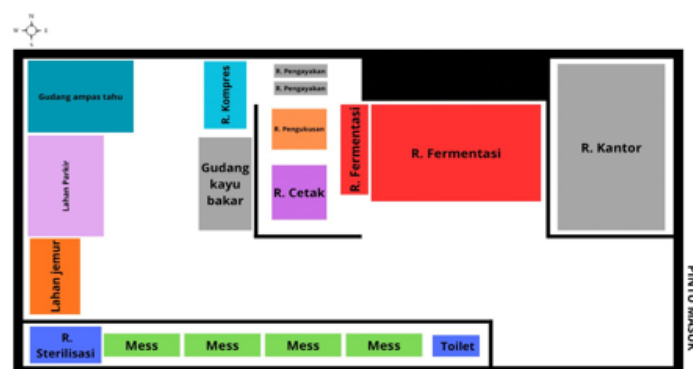 N
W
S
Gudang ampas tahu
R. Kompres
R. Pengayakan
R. Pengayakan
R. Pengukusan
R. Fermentasi
R. Fermentasi
R. Kantor
Lahan Parkir
Gudang
kayu
bakar
R. Cetak
Lahan jemur
PINTU MASUK
R.
Sterilisasi
Mess
Mess
Mess
Mess
Toilet